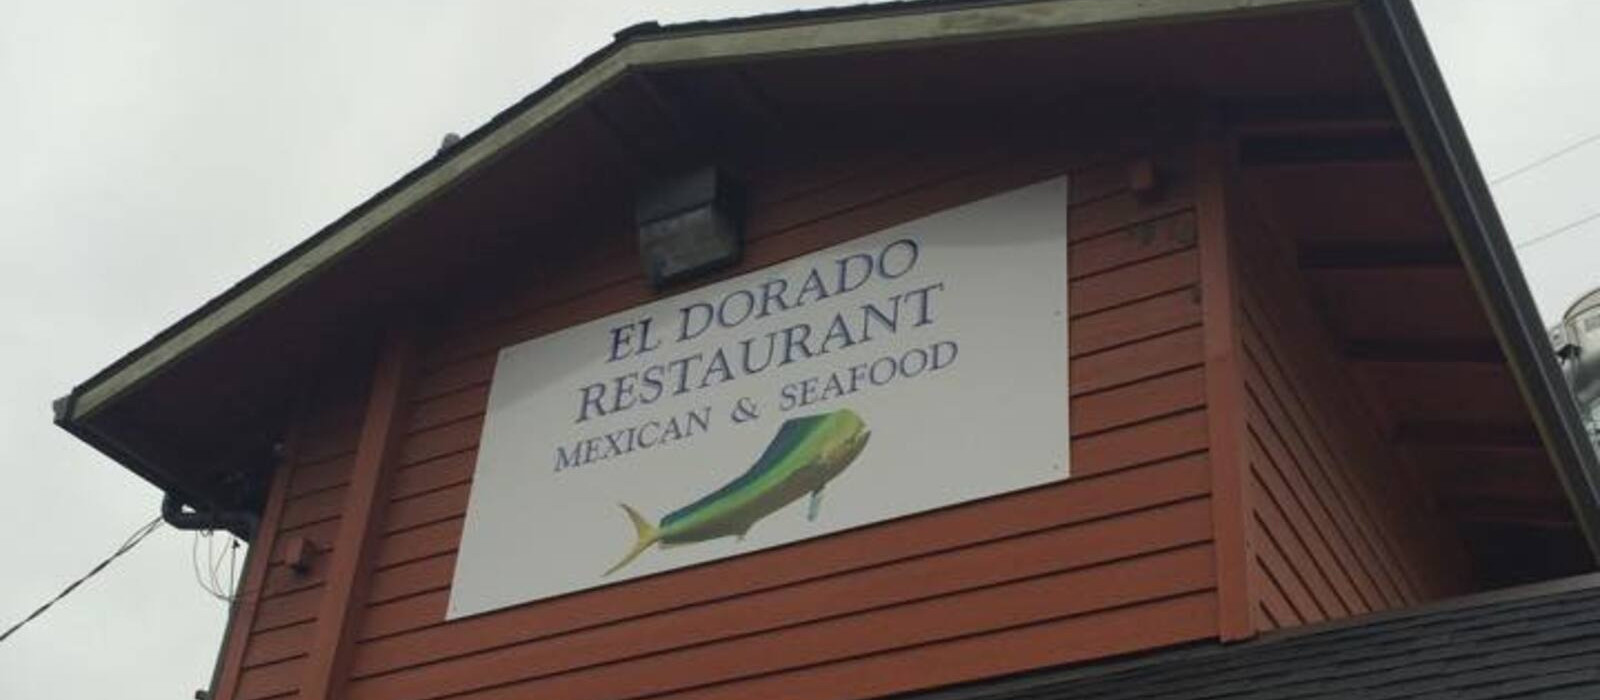 EL DORADO
RESTAURANT
MEXICAN & SEAFOOD